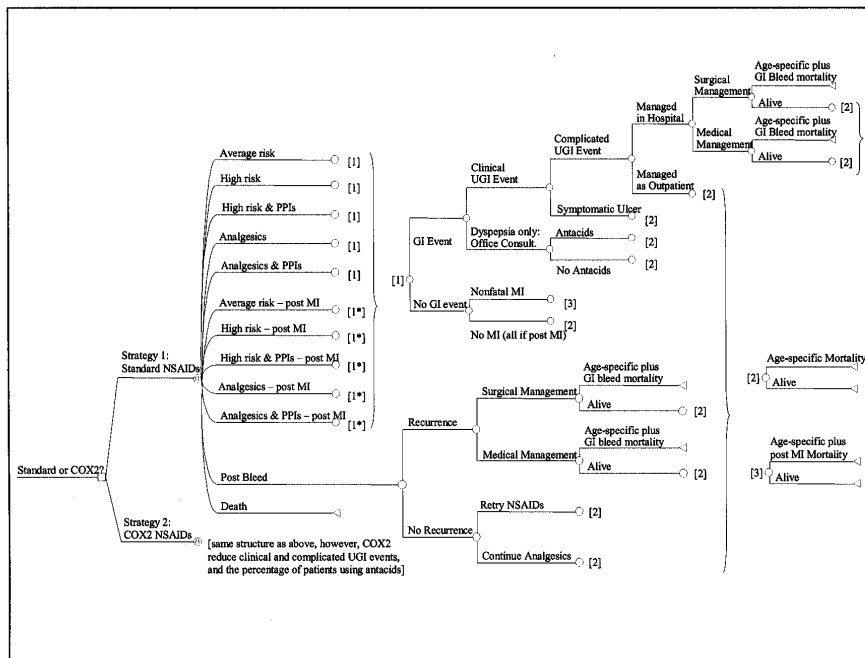 Standard or COX2?
Strategy 1:
Standard NSAIDs
Average risk
[1]
High risk
[1]
High risk & PPIs
[1]
Analgesics
[1]
Analgesics & PPIs
[1]
Average risk – post MI
[1*]
High risk – post MI
[1*]
High risk & PPIs – post MI
[1*]
Analgesics – post MI
[1*]
Analgesics & PPIs – post MI
[1*]
Post Bleed
Death
Strategy 2:
COX2 NSAIDs
[same structure as above, however, COX2
reduce clinical and complicated UGI events,
and the percentage of patients using antacids]
[1]
GI Event
Clinical
UGI Event
Complicated
UGI Event
Managed
in Hospital
Surgical
Management
Age-specific plus
GI Bleed mortality
Alive
[2]
Medical
Management
Age-specific plus
GI Bleed mortality
Alive
[2]
Managed
as Outpatient
[2]
Symptomatic Ulcer
[2]
Dyspepsia only:
Office Consult.
Antacids
[2]
No Antacids
[2]
No GI event
Nonfatal MI
[3]
No MI (all if post MI)
[2]
Recurrence
Surgical Management
Age-specific plus
GI bleed mortality
Alive
[2]
Medical Management
Age-specific plus
GI bleed mortality
Alive
[2]
No Recurrence
Retry NSAIDs
[2]
Continue Analgesics
[2]
[2]
Age-specific Mortality
Alive
[3]
Age-specific plus
post MI Mortality
Alive